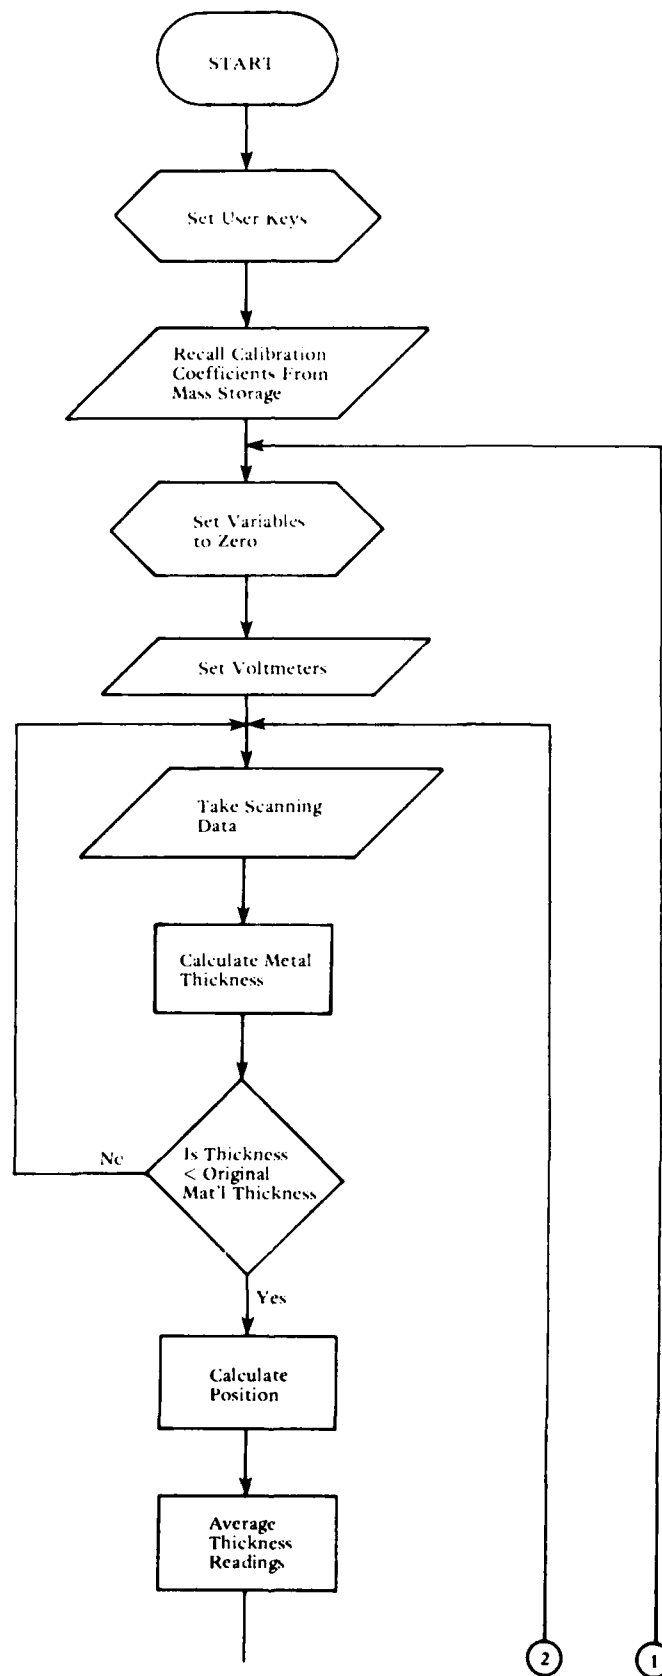 START
Set User Keys
Recall Calibration
Coefficients From
Mass Storage
Set Variables
to Zero
Set Voltmeters
Take Scanning
Data
Calculate Metal
Thickness
No
Is Thickness
< Original
Mat'l Thickness
Yes
Calculate
Position
Average
Thickness
Readings
2
1